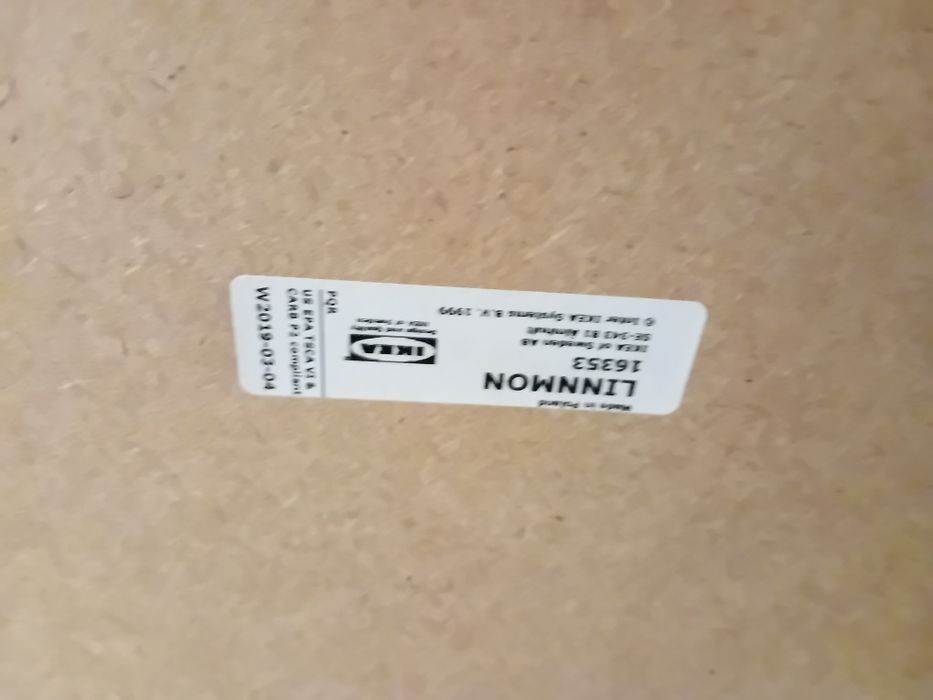 Made in Poland
LINNMON
16353
IKEA of Sweden AB
SE-343 81 Älmhult
© Inter IKEA Systems B.V. 1999
IKEA
Design and Quality
IKEA of Sweden
PQR
US EPA TSCA VI &
CARB P2 compliant
W2019-03-04